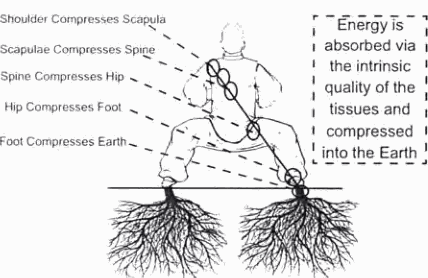 Shoulder Compresses Scapula
Scapulae Compresses Spine
Spine Compresses Hip
Hip Compresses Foot
Foot Compresses Earth
Energy is
absorbed via
the intrinsic
quality of the
tissues and
compressed
into the Earth